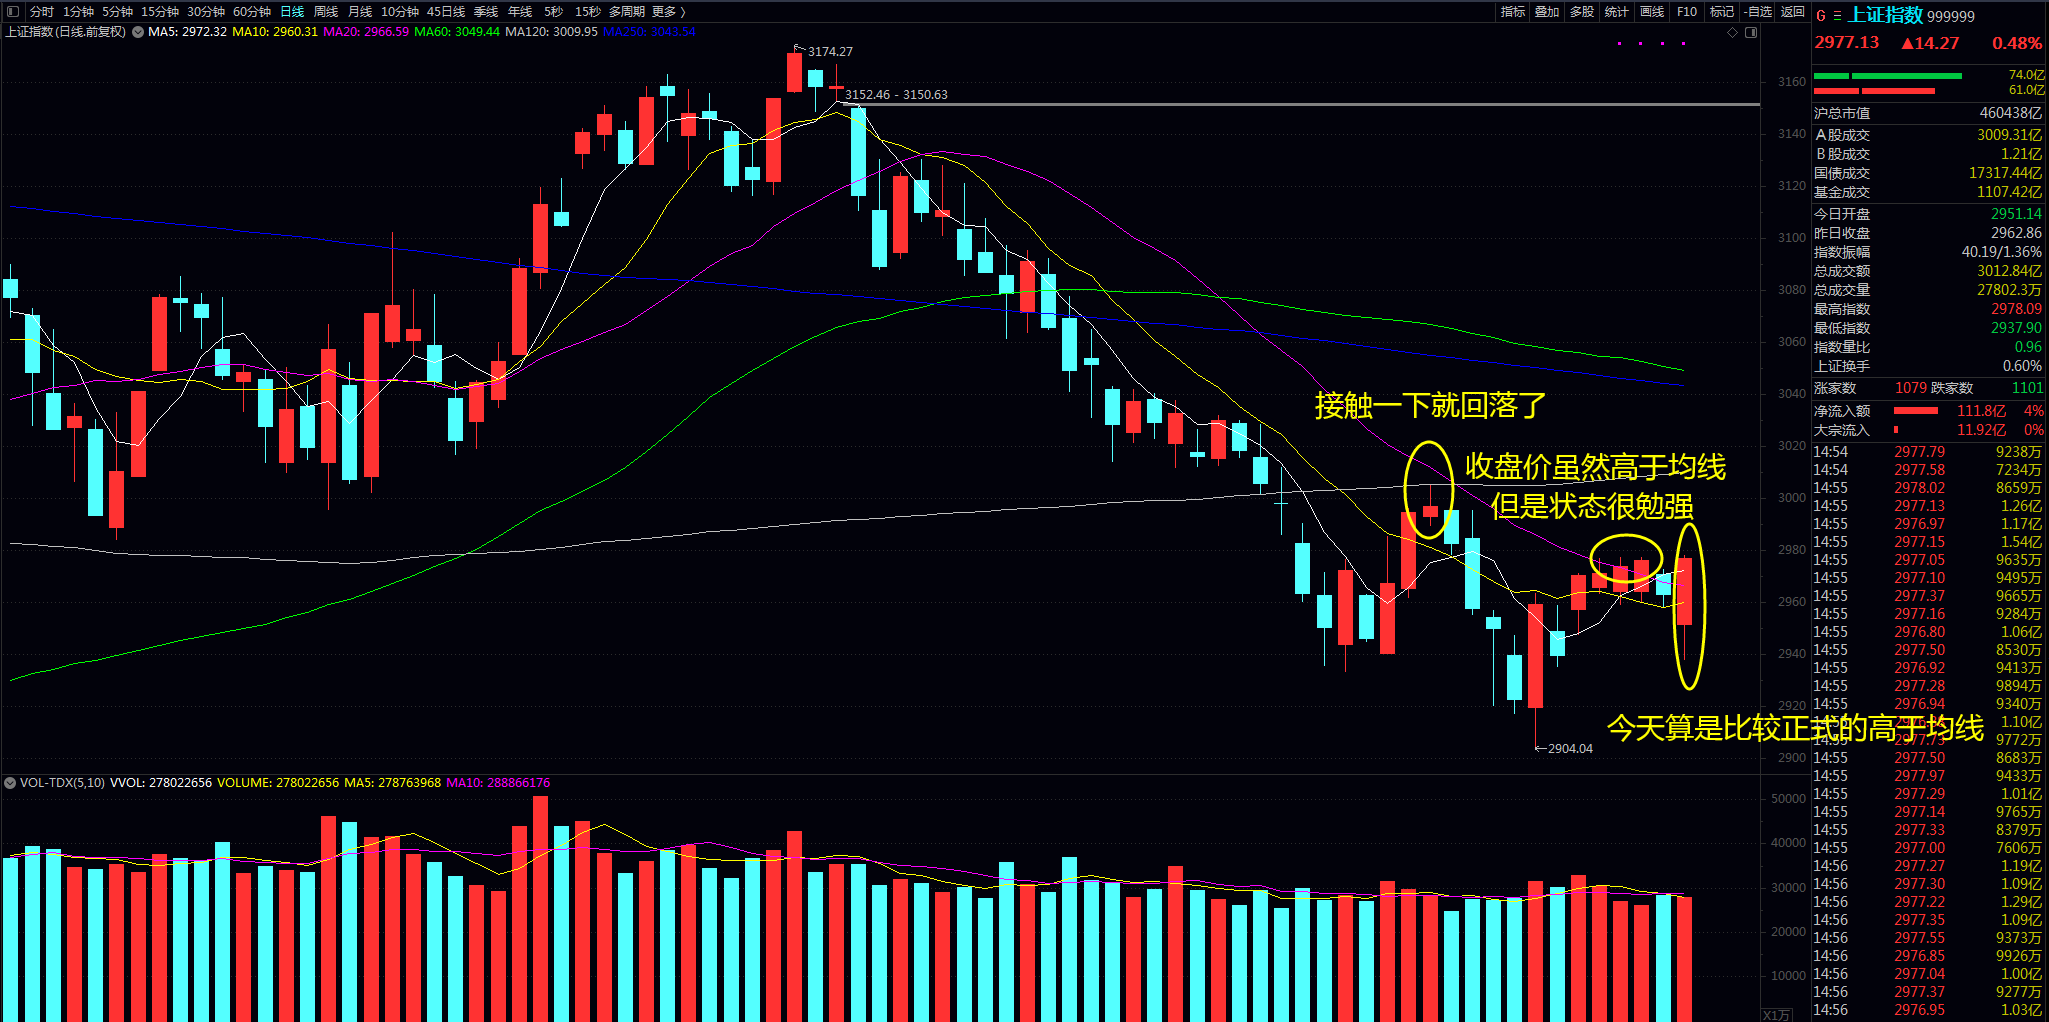 分时 1分钟 5分钟 15分钟 30分钟 60分钟 日线 周线 月线 10分钟 45日线 季线 年线 5秒 15秒 多周期 更多 〉
指标 叠加 多股 统计 画线 F10 标记 -自选 返回
G 上证指数 999999
上证指数(日线.前复权) MA5: 2972.32 MA10: 2960.31 MA20: 2966.59 MA60: 3049.44 MA120: 3009.95 MA250: 3043.54
2977.13 ▲14.27 0.48%
74.0亿
61.0亿
沪总市值 460438亿
A股成交 3009.31亿
B股成交 1.21亿
国债成交 17317.44亿
基金成交 1107.42亿
今日开盘 2951.14
昨日收盘 2962.86
指数振幅 40.19/1.36%
总成交额 3012.84亿
总成交量 27802.3万
最高指数 2978.09
最低指数 2937.90
指数量比 0.96
上证换手 0.60%
涨家数 1079 跌家数 1101
净流入额 111.8亿 4%
大宗流入 11.92亿 0%
14:54 2977.79 9238万
14:54 2977.58 7234万
14:55 2978.02 8659万
14:55 2977.13 1.26亿
14:55 2976.97 1.17亿
14:55 2977.15 1.54亿
14:55 2977.05 9635万
14:55 2977.10 9495万
14:55 2977.37 9665万
14:55 2977.16 9284万
14:55 2976.80 1.06亿
14:55 2977.50 8530万
14:55 2976.92 9413万
14:55 2977.28 9894万
14:55 2976.94 9340万
1.10亿
14:55 2977.73 9772万
14:55 2977.50 8683万
14:55 2977.97 9433万
14:55 2977.29 1.01亿
14:55 2977.14 9765万
14:55 2977.33 8379万
14:55 2977.00 7606万
14:56 2977.27 1.19亿
14:56 2977.30 1.09亿
14:56 2977.22 1.29亿
14:56 2977.35 1.09亿
14:56 2977.55 9373万
14:56 2976.85 9926万
14:56 2977.04 1.00亿
14:56 2977.37 9277万
14:56 2976.95 1.03亿
3174.27
3152.46 - 3150.63
接触一下就回落了
收盘价虽然高于均线
但是状态很勉强
今天算是比较正式的高于均线
2904.04
3160
3140
3120
3100
3080
3060
3040
3020
3000
2980
2960
2940
2920
2900
VOL-TDX(5,10) VVOL: 278022656 VOLUME: 278022656 MA5: 278763968 MA10: 288866176
50000
40000
30000
20000
10000
X1万